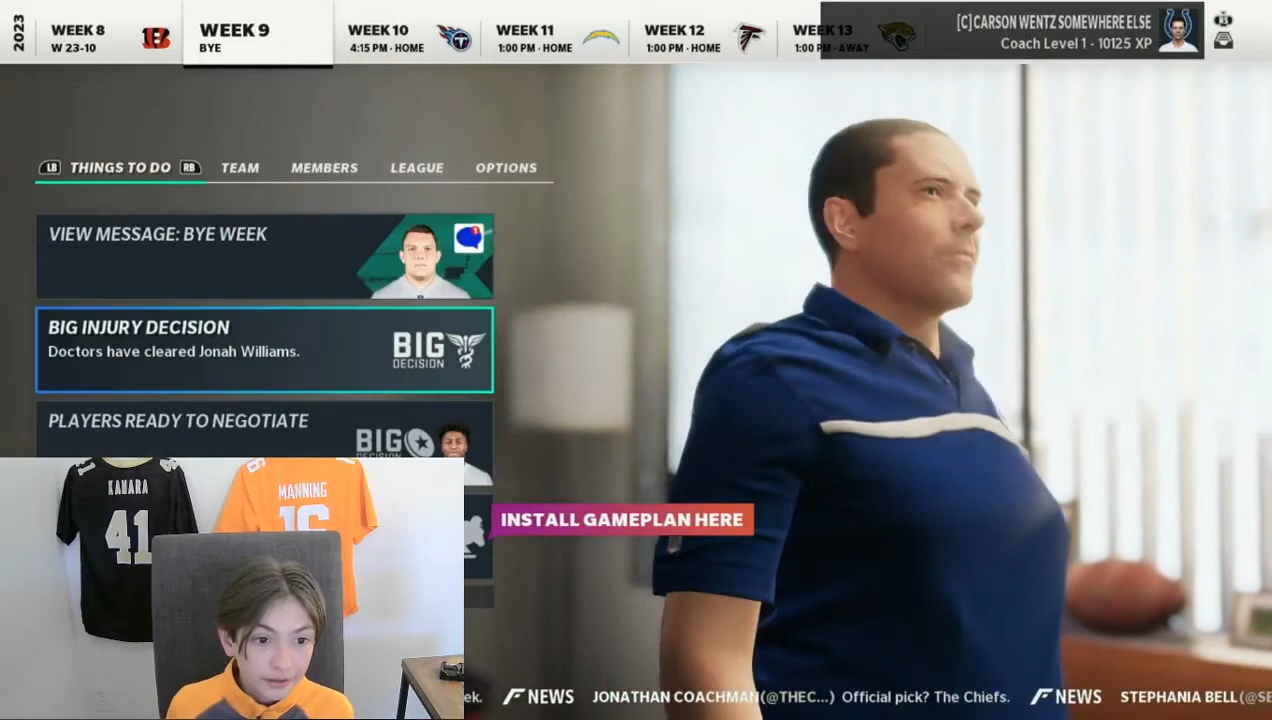 2023
WEEK 8
W 23-10
WEEK 9
BYE
WEEK 10
4:15 PM · HOME
WEEK 11
1:00 PM · HOME
WEEK 12
1:00 PM · HOME
WEEK 13
1:00 PM · AWAY
[C] CARSON WENTZ SOMEWHERE ELSE
Coach Level 1 - 10125 XP
R3
LB THINGS TO DO RB TEAM MEMBERS LEAGUE OPTIONS
VIEW MESSAGE: BYE WEEK
1
BIG INJURY DECISION
Doctors have cleared Jonah Williams.
BIG
DECISION
PLAYERS READY TO NEGOTIATE
BIG
DECISION
KAMARA
41
MANNING
16
INSTALL GAMEPLAN HERE
ek. F NEWS JONATHAN COACHMAN(@THEC...) Official pick? The Chiefs. F NEWS STEPHANIA BELL(@SE